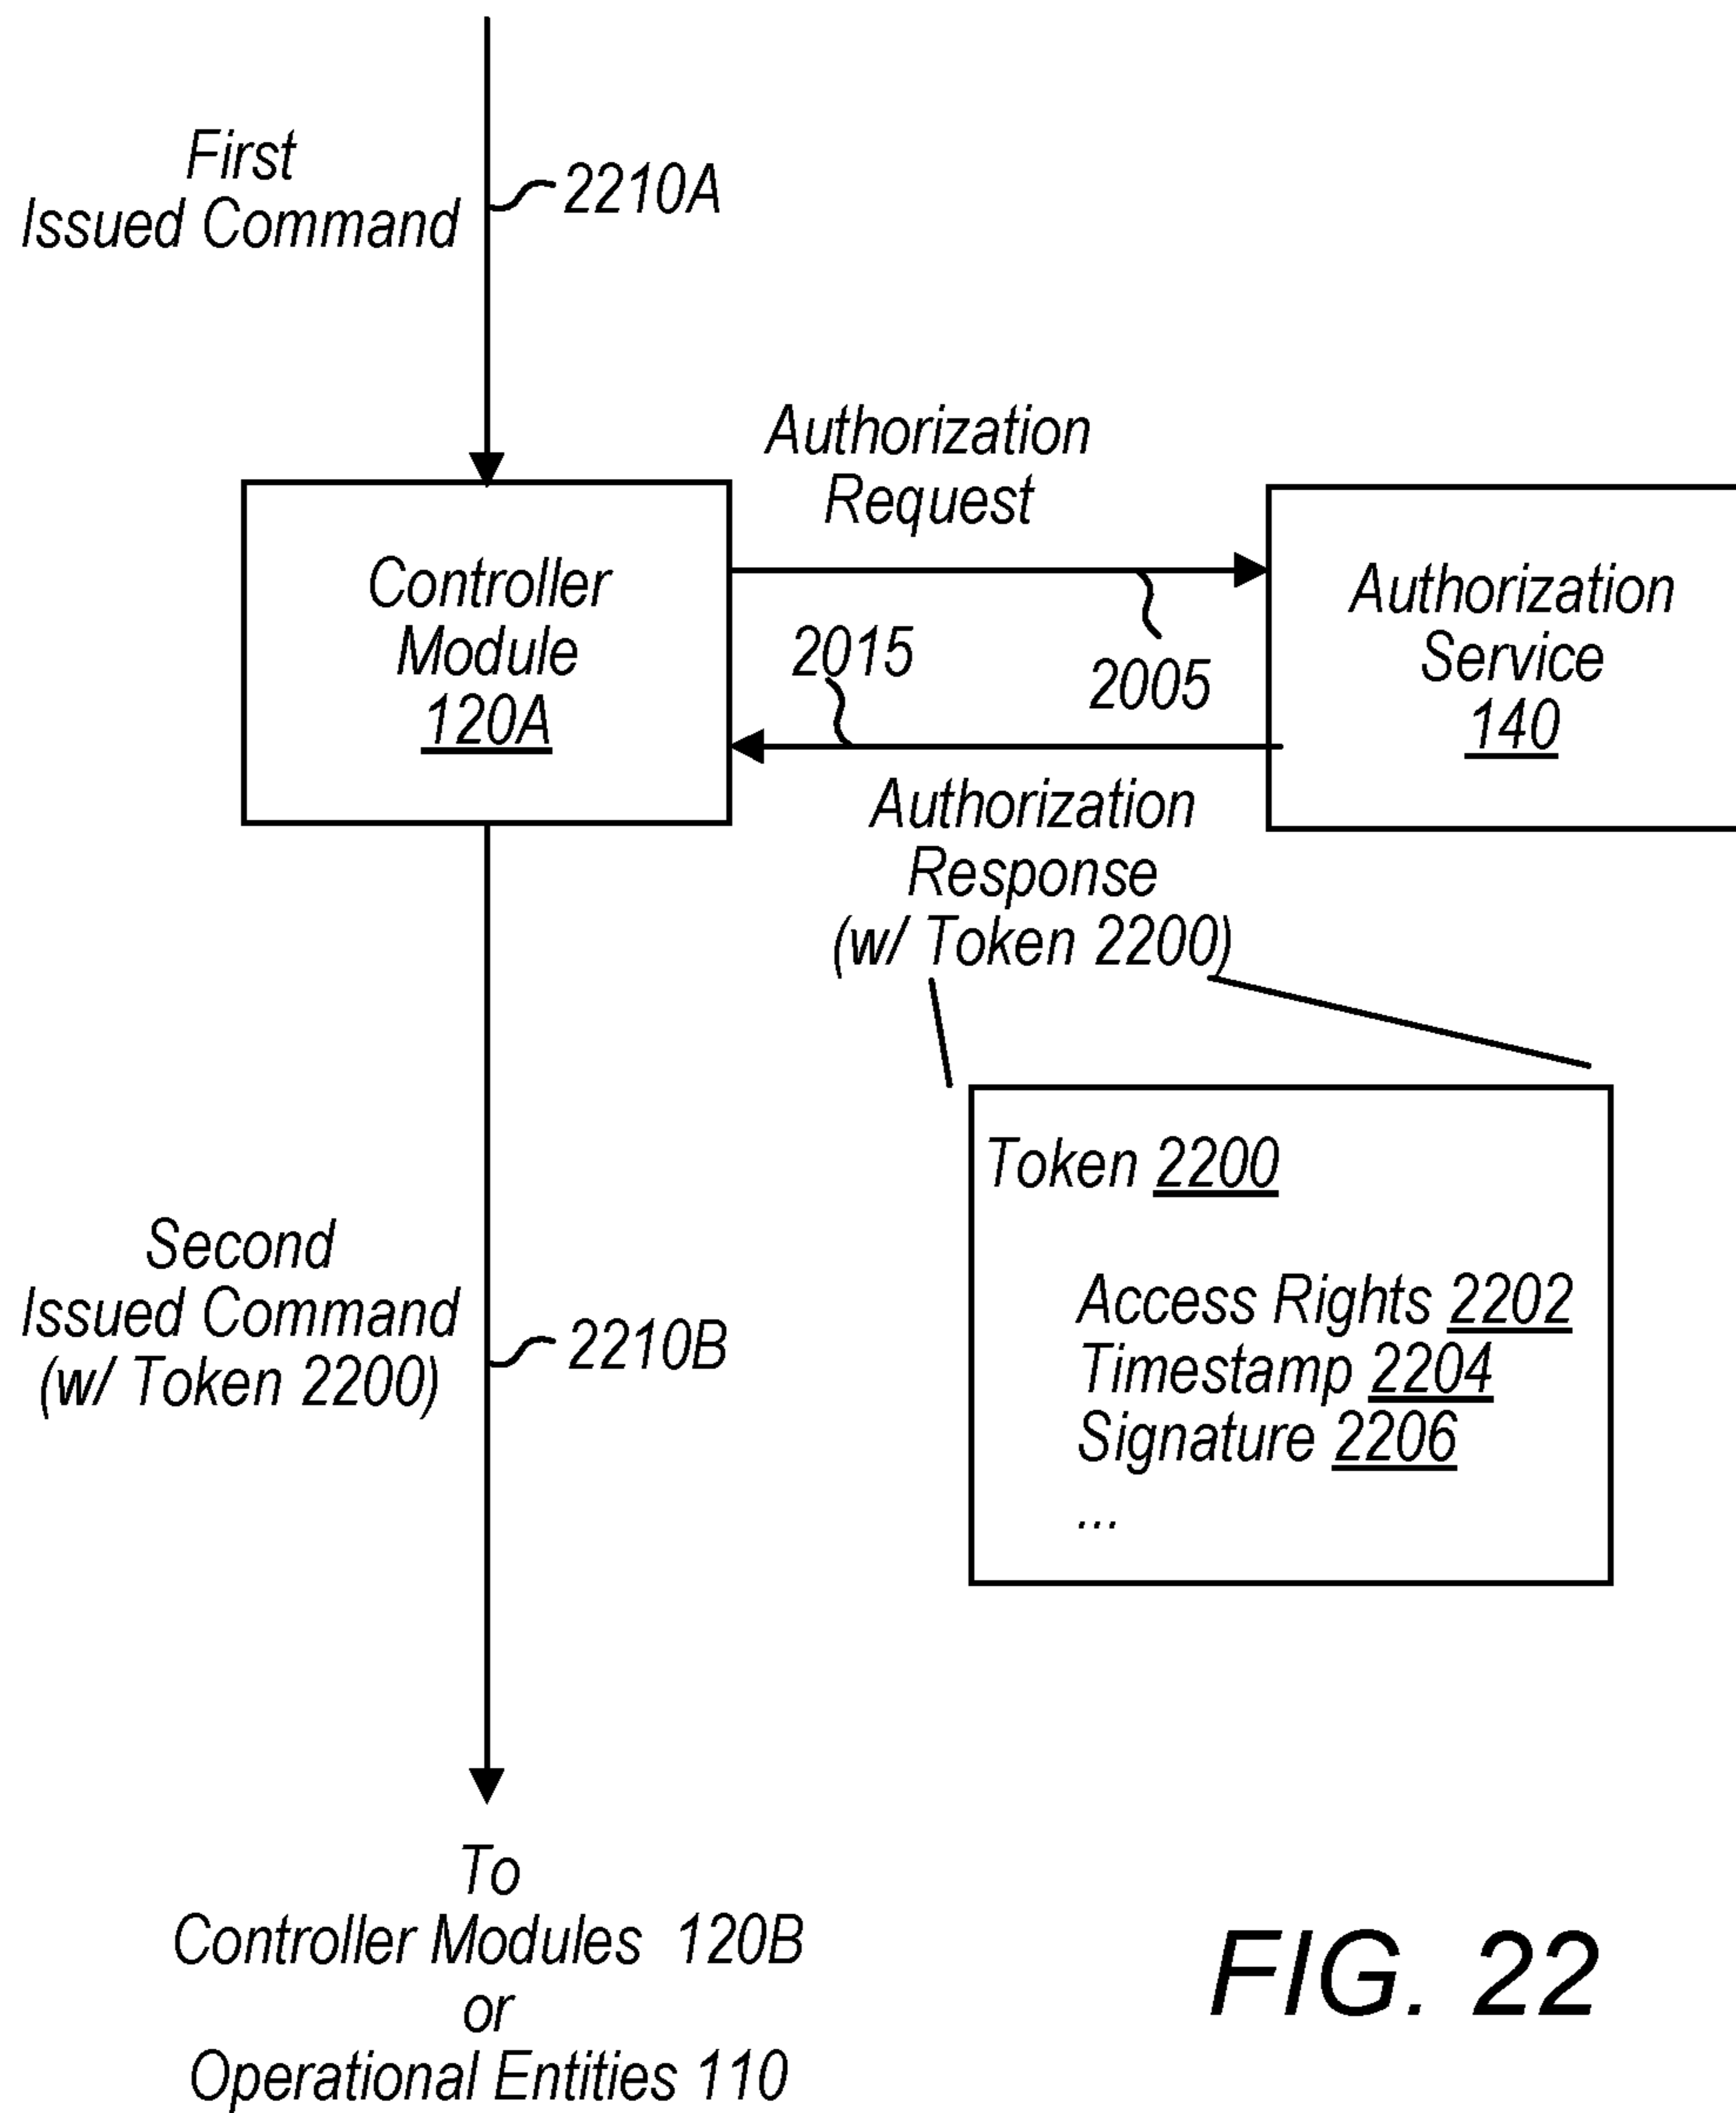 First
Issued Command
2210A
Authorization
Request
Controller
Module
120A
2015
2005
Authorization
Service
140
Authorization
Response
(w/ Token 2200)
Token 2200
Access Rights 2202
Timestamp 2204
Signature 2206
...
Second
Issued Command
(w/ Token 2200)
2210B
To
Controller Modules 120B
or
Operational Entities 110
FIG. 22